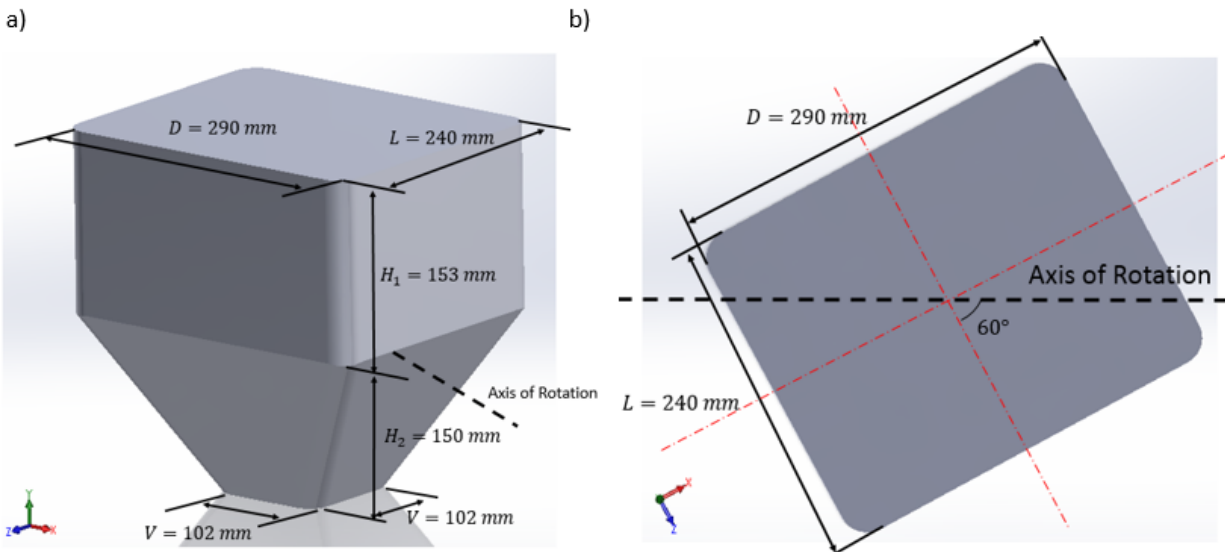 a)
D = 290 mm
L = 240 mm
H₁ = 153 mm
Axis of Rotation
H₂ = 150 mm
V = 102 mm
V = 102 mm
Y
Z
X
b)
D = 290 mm
Axis of Rotation
60°
L = 240 mm
X
Z